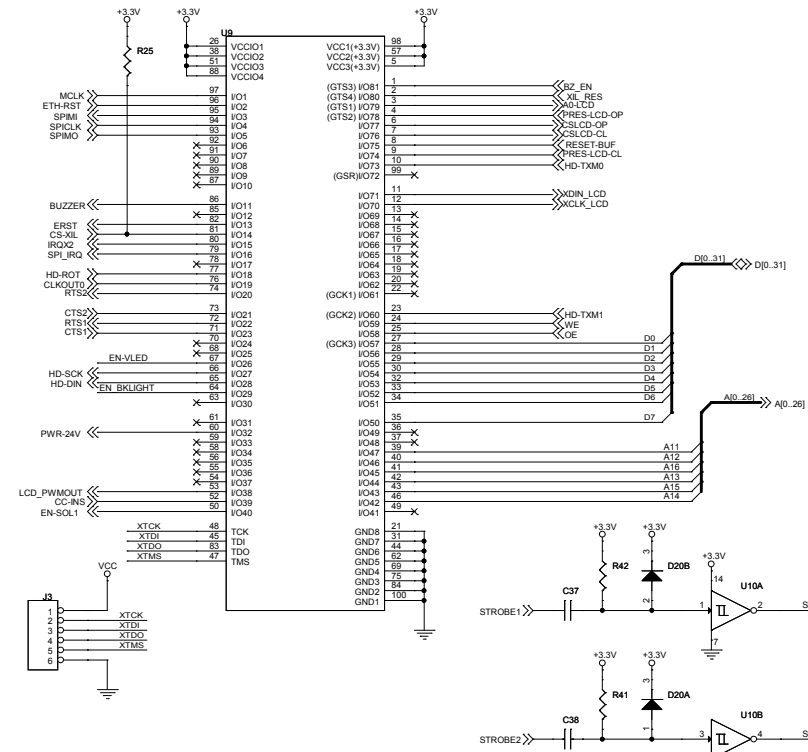 +3.3V +3.3V +3.3V
R25
U9
26 VCCIO1 VCC1(+3.3V) 98
38 VCCIO2 VCC2(+3.3V) 57
51 VCCIO3 VCC3(+3.3V) 5
88 VCCIO4
(GTS3) I/O81 1 BZ_EN
MCLK 97 I/O1 (GTS4) I/O80 2 XIL_RES
ETH-RST 96 I/O2 (GTS1) I/O79 3 A0-LCD
SPIMI 95 I/O3 (GTS2) I/O78 4 PRES-LCD-OP
SPICLK 94 I/O4 I/O77 6 CSLCD-OP
SPIMO 93 I/O5 I/O76 7 CSLCD-CL
92 I/O6 I/O75 8 RESET-BUF
91 I/O7 I/O74 9 PRES-LCD-CL
90 I/O8 I/O73 10 HD-TXM0
89 I/O9 (GSR)I/O72 99
87 I/O10
I/O71 11 XDIN_LCD
BUZZER 86 I/O11 I/O70 12 XCLK_LCD
85 I/O12 I/O69 13
ERST 82 I/O13 I/O68 14
CS-XIL 81 I/O14 I/O67 15
IRQX2 80 I/O15 I/O66 16
SPI_IRQ 79 I/O16 I/O65 17
78 I/O17 I/O64 18
HD-ROT 77 I/O18 I/O63 19
CLKOUT0 76 I/O19 I/O62 20
RTS2 74 I/O20 (GCK1) I/O61 22
D[0..31] D[0..31]
CTS2 73 I/O21 (GCK2) I/O60 23 HD-TXM1
RTS1 72 I/O22 I/O59 24 WE
CTS1 71 I/O23 I/O58 25 OE
70 I/O24 (GCK3) I/O57 27 D0
68 I/O25 I/O56 28 D1
EN-VLED 67 I/O26 I/O55 29 D2
HD-SCK 66 I/O27 I/O54 30 D3
HD-DIN 65 I/O28 I/O53 32 D4
EN_BKLIGHT 64 I/O29 I/O52 33 D5
63 I/O30 I/O51 34 D6
A[0..26] A[0..26]
61 I/O31 I/O50 35 D7
PWR-24V 60 I/O32 I/O49 36
59 I/O33 I/O48 37
58 I/O34 I/O47 39 A11
56 I/O35 I/O46 40 A12
55 I/O36 I/O45 41 A16
54 I/O37 I/O44 42 A13
LCD_PWMOUT 53 I/O38 I/O43 43 A15
CC-INS 52 I/O39 I/O42 46 A14
EN-SOL1 50 I/O40 I/O41 49
XTCK 48 TCK GND8 21
XTDI 45 TDI GND7 31
XTDO 83 TDO GND6 44
XTMS 47 TMS GND5 62
GND4 69
GND3 75
GND2 84
GND1 100
VCC
J3
1
2 XTCK
3 XTDI
4 XTDO
5 XTMS
6
+3.3V +3.3V +3.3V
R42 3 D20B 2
14 U10A
STROBE1 C37 1 2 S
7
+3.3V +3.3V
R41 3 D20A 1
U10B
STROBE2 C38 3 4 S